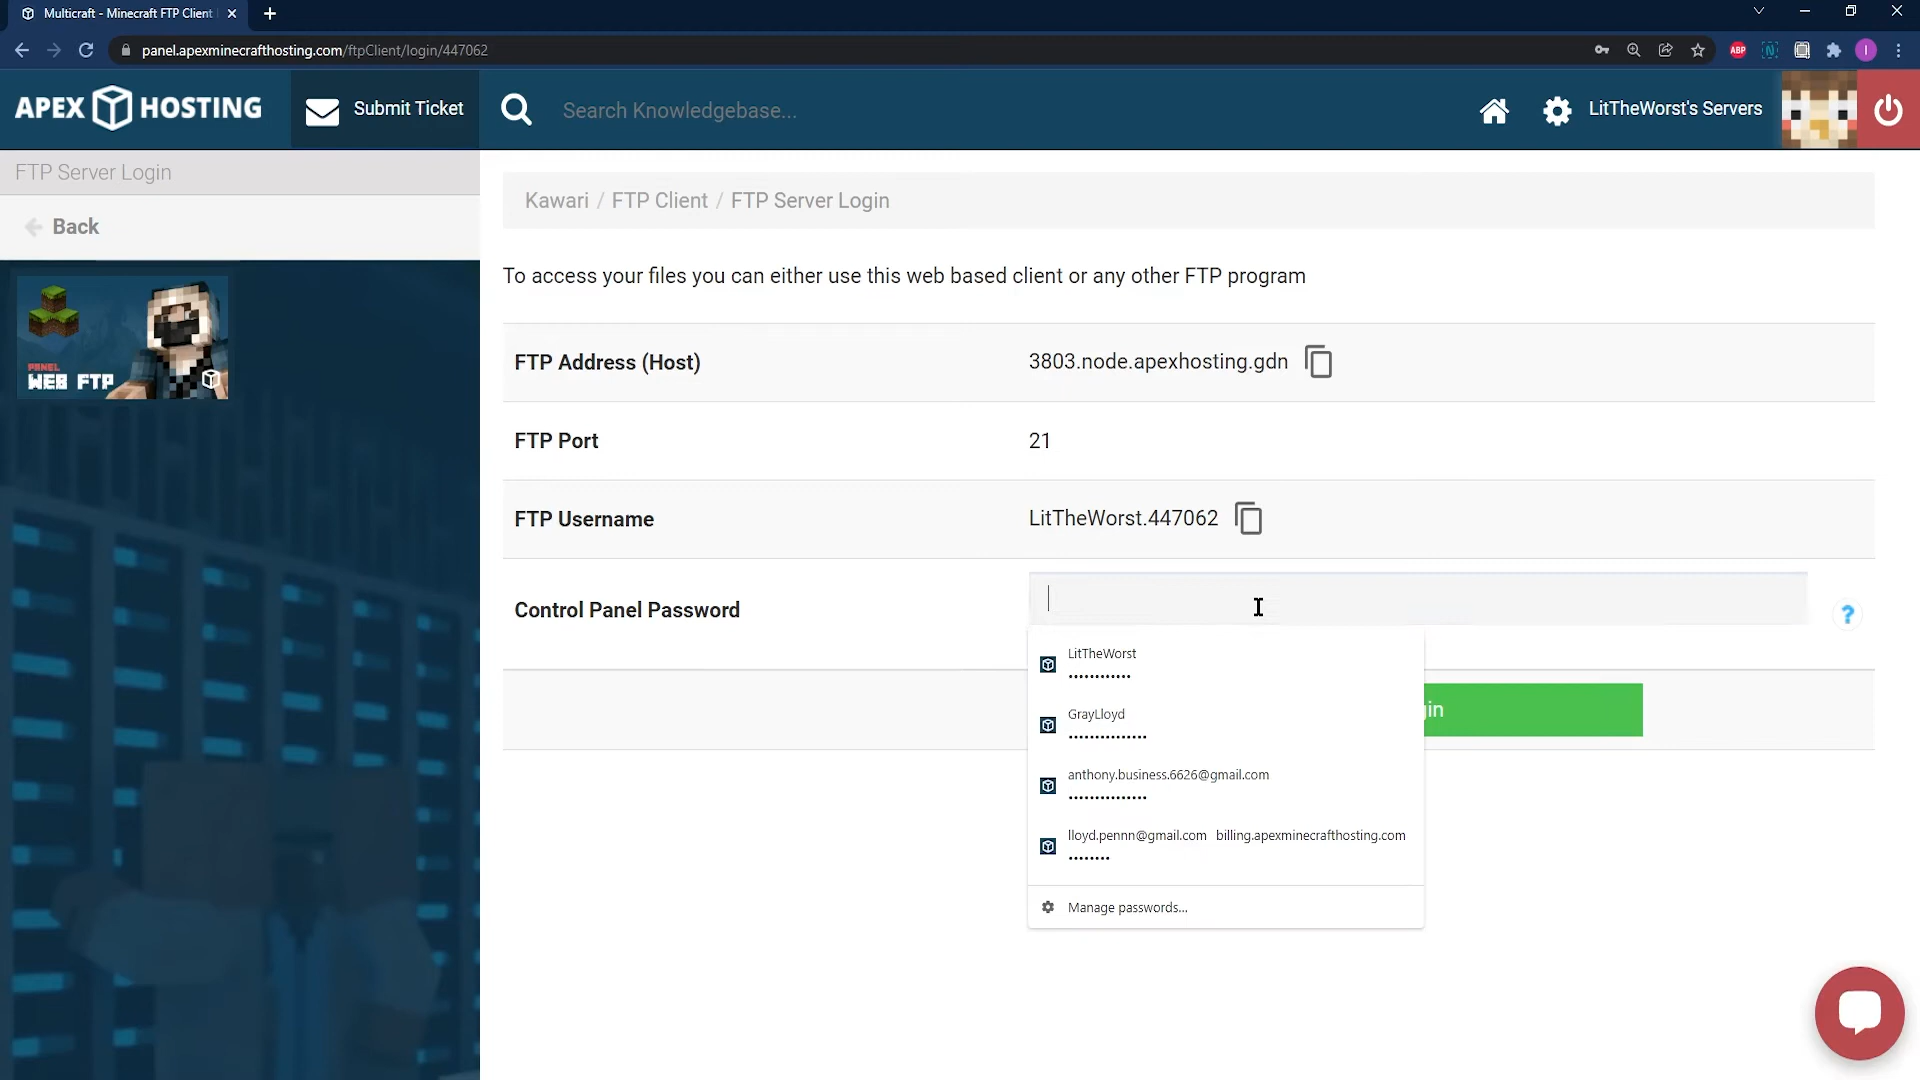 Multicraft - Minecraft FTP Client
panel.apexminecrafthosting.com/ftpClient/login/447062
ABP
N
I
APEX HOSTING
Submit Ticket
Search Knowledgebase...
LitTheWorst's Servers
FTP Server Login
Back
PANEL
WEB FTP
Kawari / FTP Client / FTP Server Login
To access your files you can either use this web based client or any other FTP program
FTP Address (Host) 3803.node.apexhosting.gdn
FTP Port 21
FTP Username LitTheWorst.447062
Control Panel Password
?
LitTheWorst
••••••••••••
GrayLloyd
•••••••••••••••
anthony.business.6626@gmail.com
•••••••••••••••
lloyd.pennn@gmail.com billing.apexminecrafthosting.com
••••••••
Manage passwords...